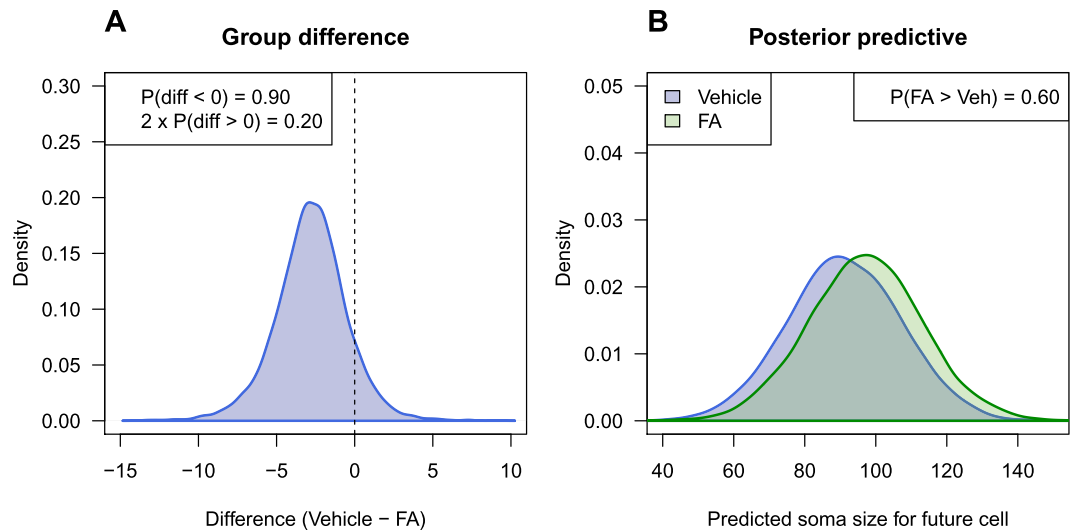 A
Group difference
P(diff < 0) = 0.90
2 x P(diff > 0) = 0.20
0.30
0.25
0.20
0.15
0.10
0.05
0.00
Density
−15
−10
−5
0
5
10
Difference (Vehicle − FA)
B
Posterior predictive
Vehicle
FA
P(FA > Veh) = 0.60
0.05
0.04
0.03
0.02
0.01
0.00
Density
40
60
80
100
120
140
Predicted soma size for future cell